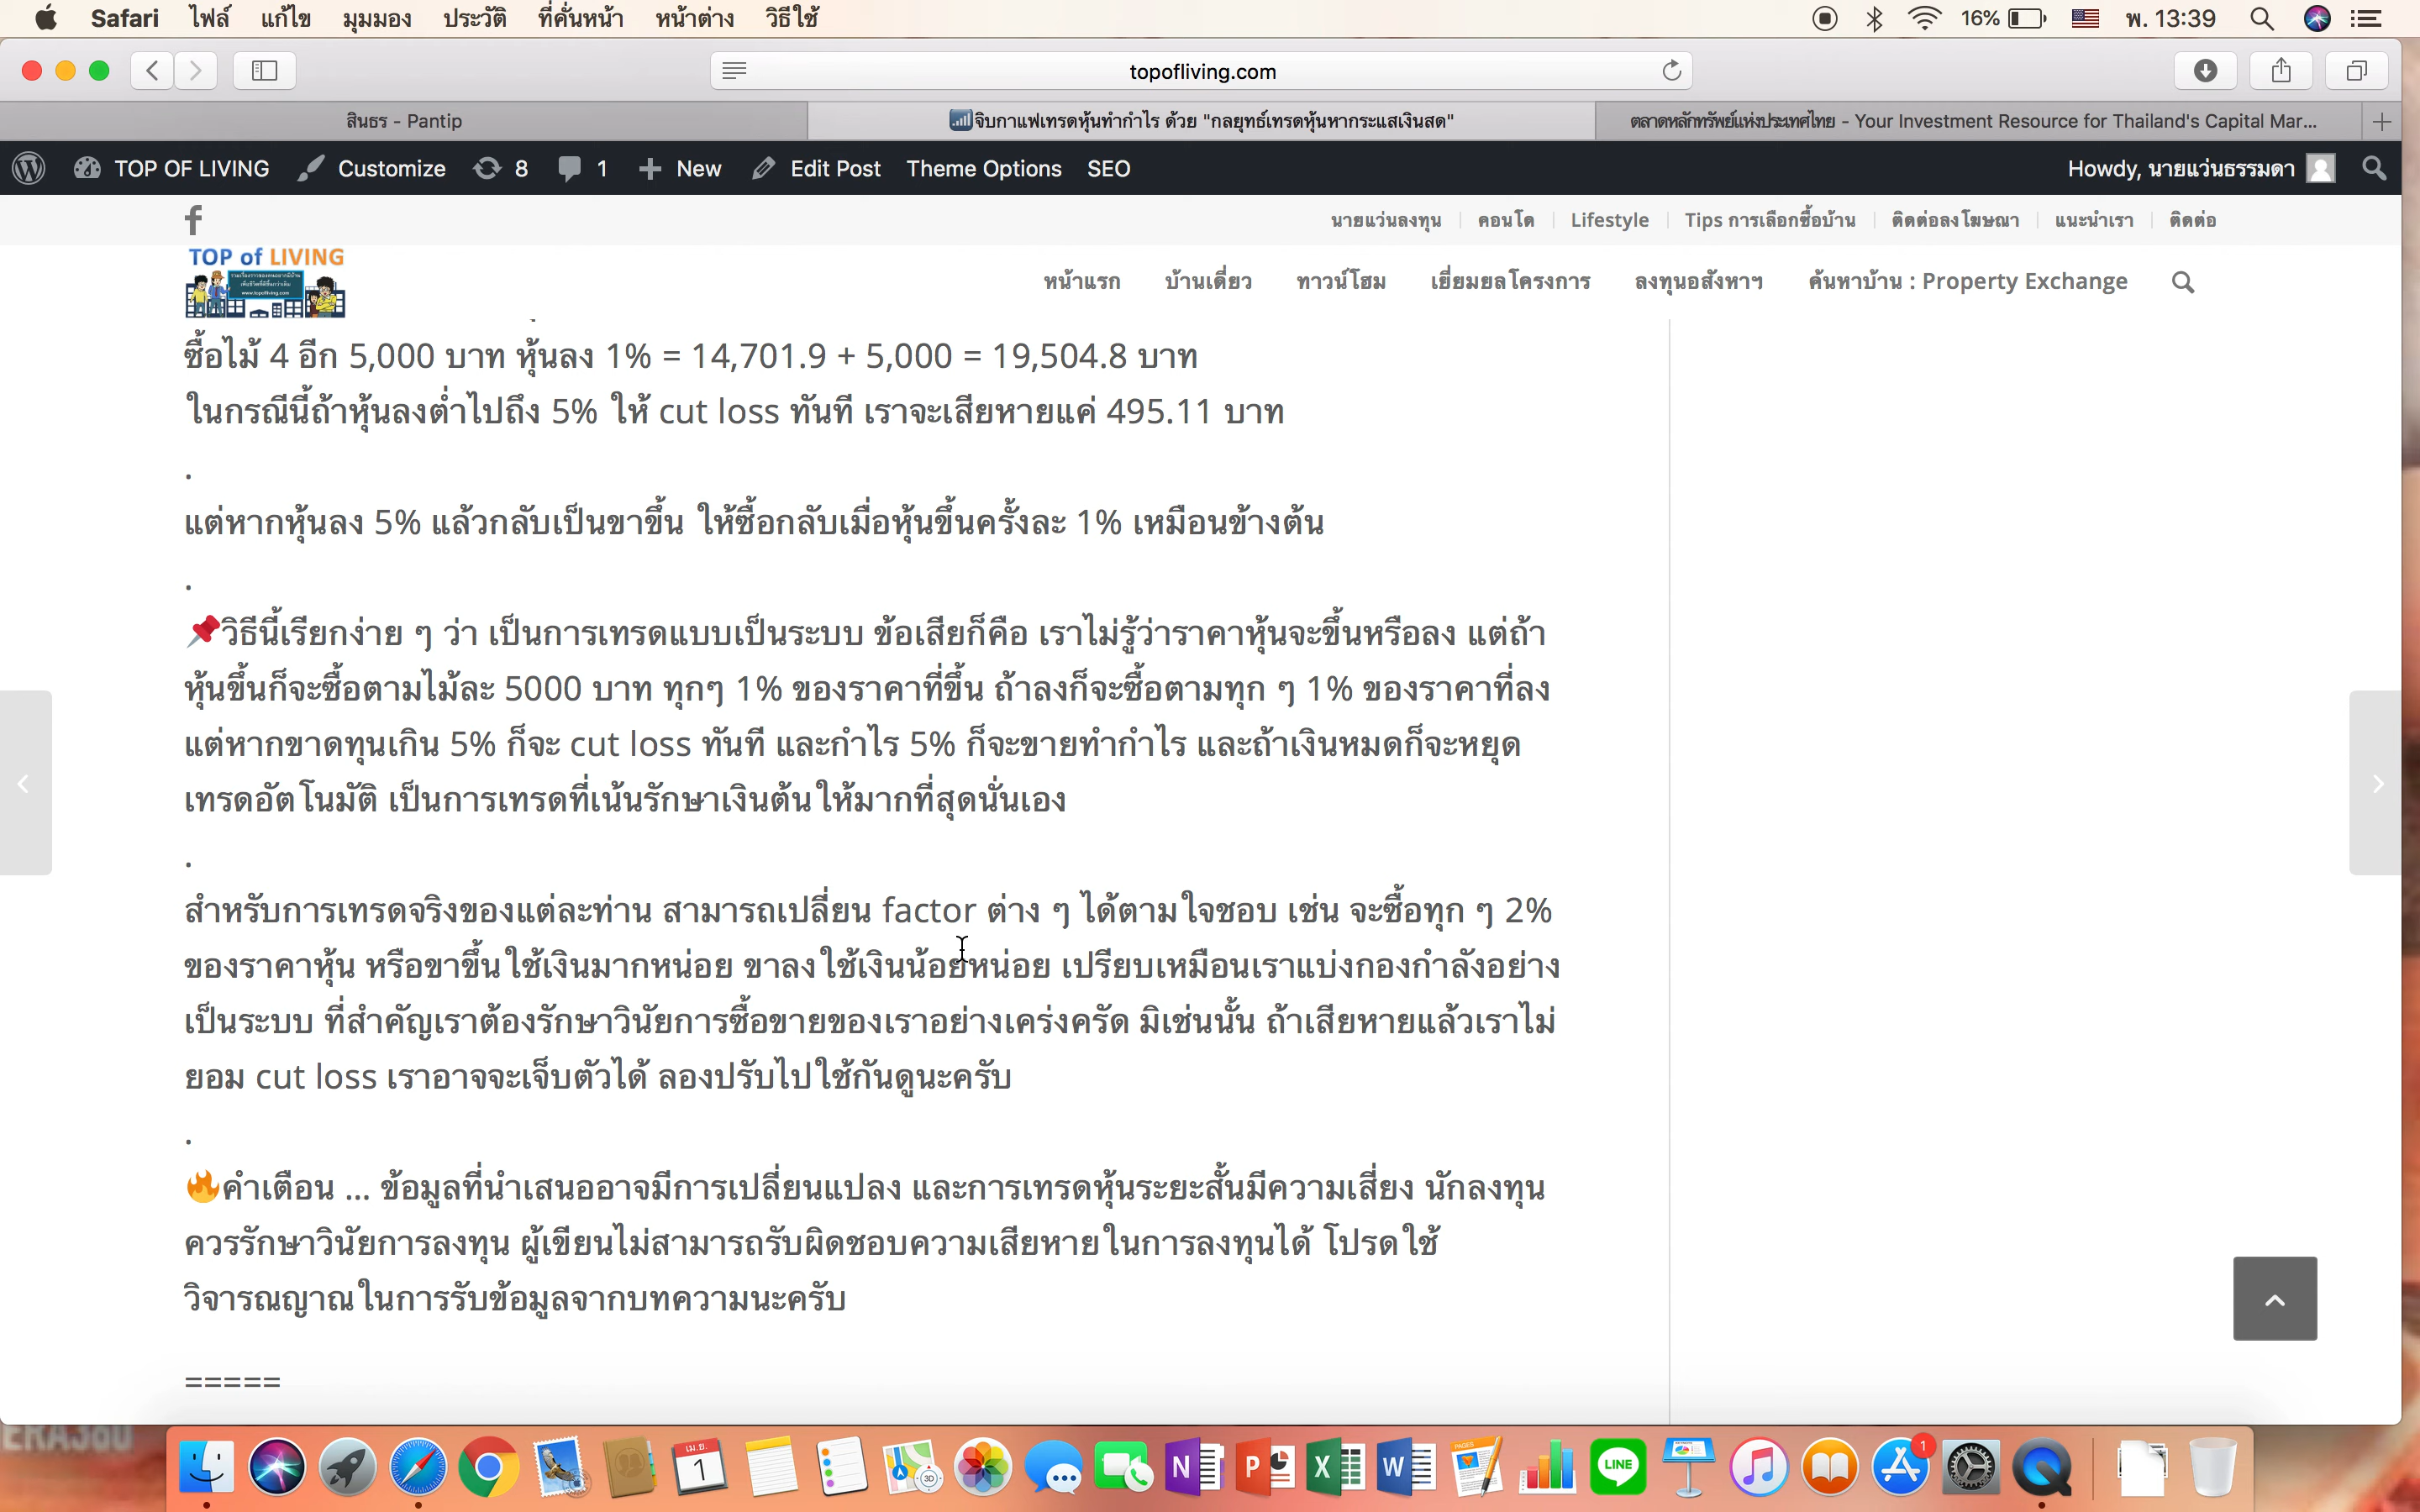 Safari ไฟล์ แก้ไข มุมมอง ประวัติ ที่คั่นหน้า หน้าต่าง วิธีใช้ 16% พ. 13:39
topofliving.com
สินธร - Pantip
จิบกาแฟเทรดหุ้นทำกำไร ด้วย "กลยุทธ์เทรดหุ้นหากระแสเงินสด"
ตลาดหลักทรัพย์แห่งประเทศไทย - Your Investment Resource for Thailand's Capital Mar...
TOP OF LIVING Customize 8 1 New Edit Post Theme Options SEO Howdy, นายแว่นธรรมดา
นายแว่นลงทุน คอนโด Lifestyle Tips การเลือกซื้อบ้าน ติดต่อลงโฆษณา แนะนำเรา ติดต่อ
TOP of LIVING
หน้าแรก บ้านเดี่ยว ทาวน์โฮม เยี่ยมยลโครงการ ลงทุนอสังหาฯ ค้นหาบ้าน : Property Exchange
ซื้อไม้ 4 อีก 5,000 บาท หุ้นลง 1% = 14,701.9 + 5,000 = 19,504.8 บาท
ในกรณีนี้ถ้าหุ้นลงต่ำไปถึง 5% ให้ cut loss ทันที เราจะเสียหายแค่ 495.11 บาท
.
แต่หากหุ้นลง 5% แล้วกลับเป็นขาขึ้น ให้ซื้อกลับเมื่อหุ้นขึ้นครั้งละ 1% เหมือนข้างต้น
.
📌วิธีนี้เรียกง่าย ๆ ว่า เป็นการเทรดแบบเป็นระบบ ข้อเสียก็คือ เราไม่รู้ว่าราคาหุ้นจะขึ้นหรือลง แต่ถ้า
หุ้นขึ้นก็จะซื้อตามไม้ละ 5000 บาท ทุกๆ 1% ของราคาที่ขึ้น ถ้าลงก็จะซื้อตามทุก ๆ 1% ของราคาที่ลง
แต่หากขาดทุนเกิน 5% ก็จะ cut loss ทันที และกำไร 5% ก็จะขายทำกำไร และถ้าเงินหมดก็จะหยุด
เทรดอัตโนมัติ เป็นการเทรดที่เน้นรักษาเงินต้นให้มากที่สุดนั่นเอง
.
สำหรับการเทรดจริงของแต่ละท่าน สามารถเปลี่ยน factor ต่าง ๆ ได้ตามใจชอบ เช่น จะซื้อทุก ๆ 2%
ของราคาหุ้น หรือขาขึ้นใช้เงินมากหน่อย ขาลงใช้เงินน้อยหน่อย เปรียบเหมือนเราแบ่งกองกำลังอย่าง
เป็นระบบ ที่สำคัญเราต้องรักษาวินัยการซื้อขายของเราอย่างเคร่งครัด มิเช่นนั้น ถ้าเสียหายแล้วเราไม่
ยอม cut loss เราอาจจะเจ็บตัวได้ ลองปรับไปใช้กันดูนะครับ
.
🔥คำเตือน ... ข้อมูลที่นำเสนออาจมีการเปลี่ยนแปลง และการเทรดหุ้นระยะสั้นมีความเสี่ยง นักลงทุน
ควรรักษาวินัยการลงทุน ผู้เขียนไม่สามารถรับผิดชอบความเสียหายในการลงทุนได้ โปรดใช้
วิจารณญาณในการรับข้อมูลจากบทความนะครับ
=====
เม.ย.
1
3D
N
P
X
W
PAGES
LINE
1